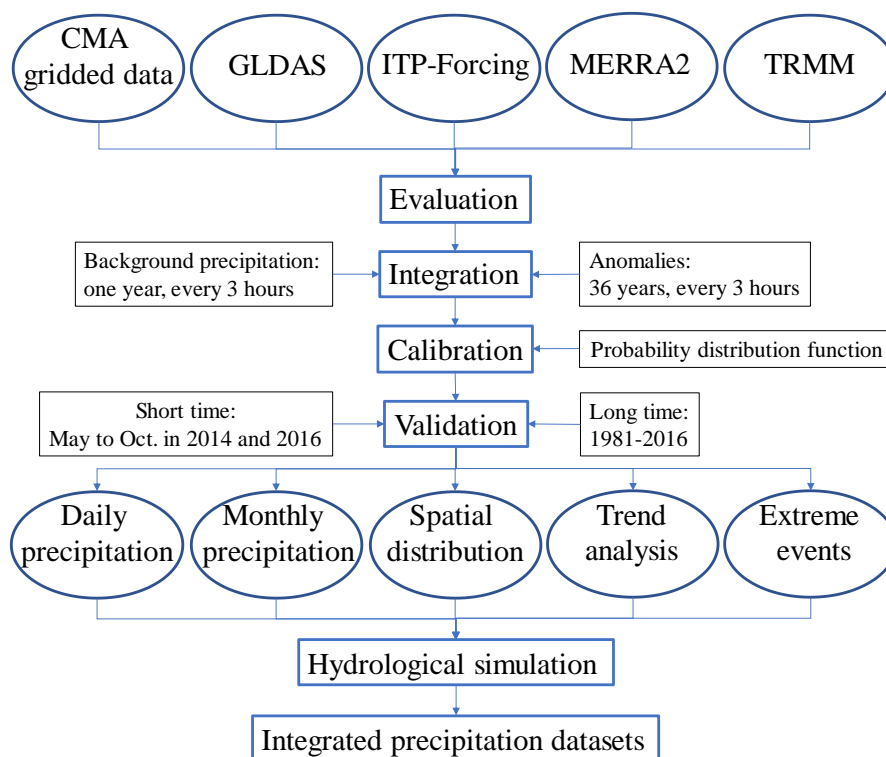 CMA
gridded data
GLDAS
ITP-Forcing
MERRA2
TRMM
Evaluation
Background precipitation:
one year, every 3 hours
Integration
Anomalies:
36 years, every 3 hours
Calibration
Probability distribution function
Short time:
May to Oct. in 2014 and 2016
Validation
Long time:
1981-2016
Daily
precipitation
Monthly
precipitation
Spatial
distribution
Trend
analysis
Extreme
events
Hydrological simulation
Integrated precipitation datasets